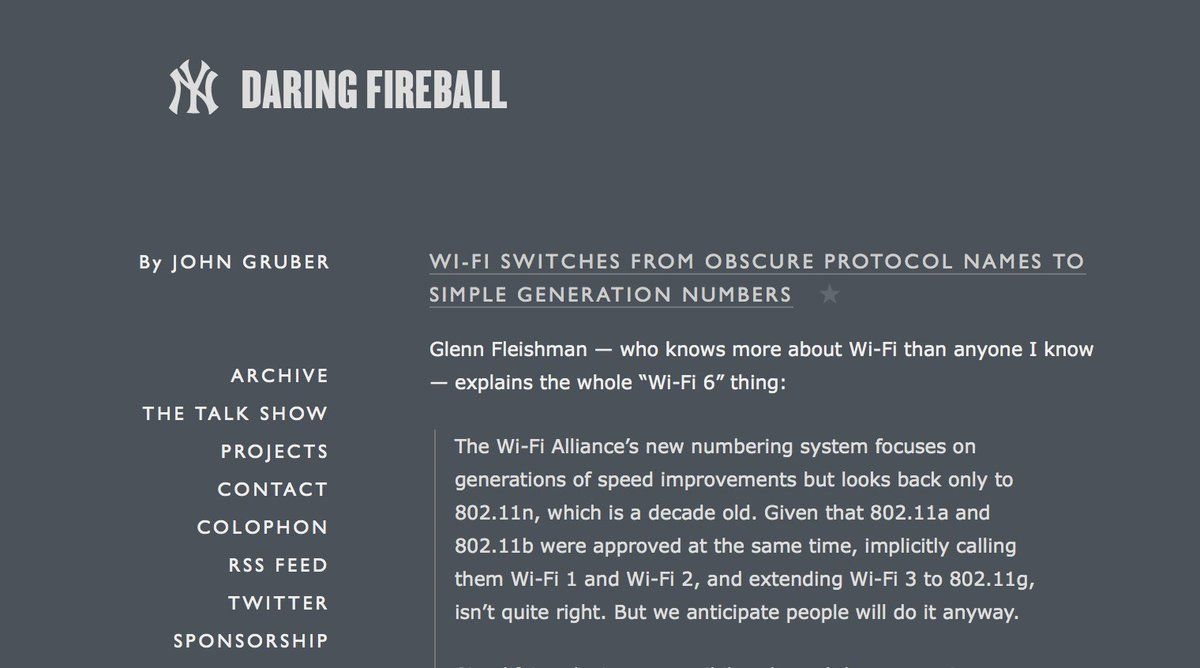 NY DARING FIREBALL
By JOHN GRUBER
ARCHIVE
THE TALK SHOW
PROJECTS
CONTACT
COLOPHON
RSS FEED
TWITTER
SPONSORSHIP
WI-FI SWITCHES FROM OBSCURE PROTOCOL NAMES TO
SIMPLE GENERATION NUMBERS ★
Glenn Fleishman — who knows more about Wi-Fi than anyone I know
— explains the whole “Wi-Fi 6” thing:
The Wi-Fi Alliance’s new numbering system focuses on
generations of speed improvements but looks back only to
802.11n, which is a decade old. Given that 802.11a and
802.11b were approved at the same time, implicitly calling
them Wi-Fi 1 and Wi-Fi 2, and extending Wi-Fi 3 to 802.11g,
isn’t quite right. But we anticipate people will do it anyway.